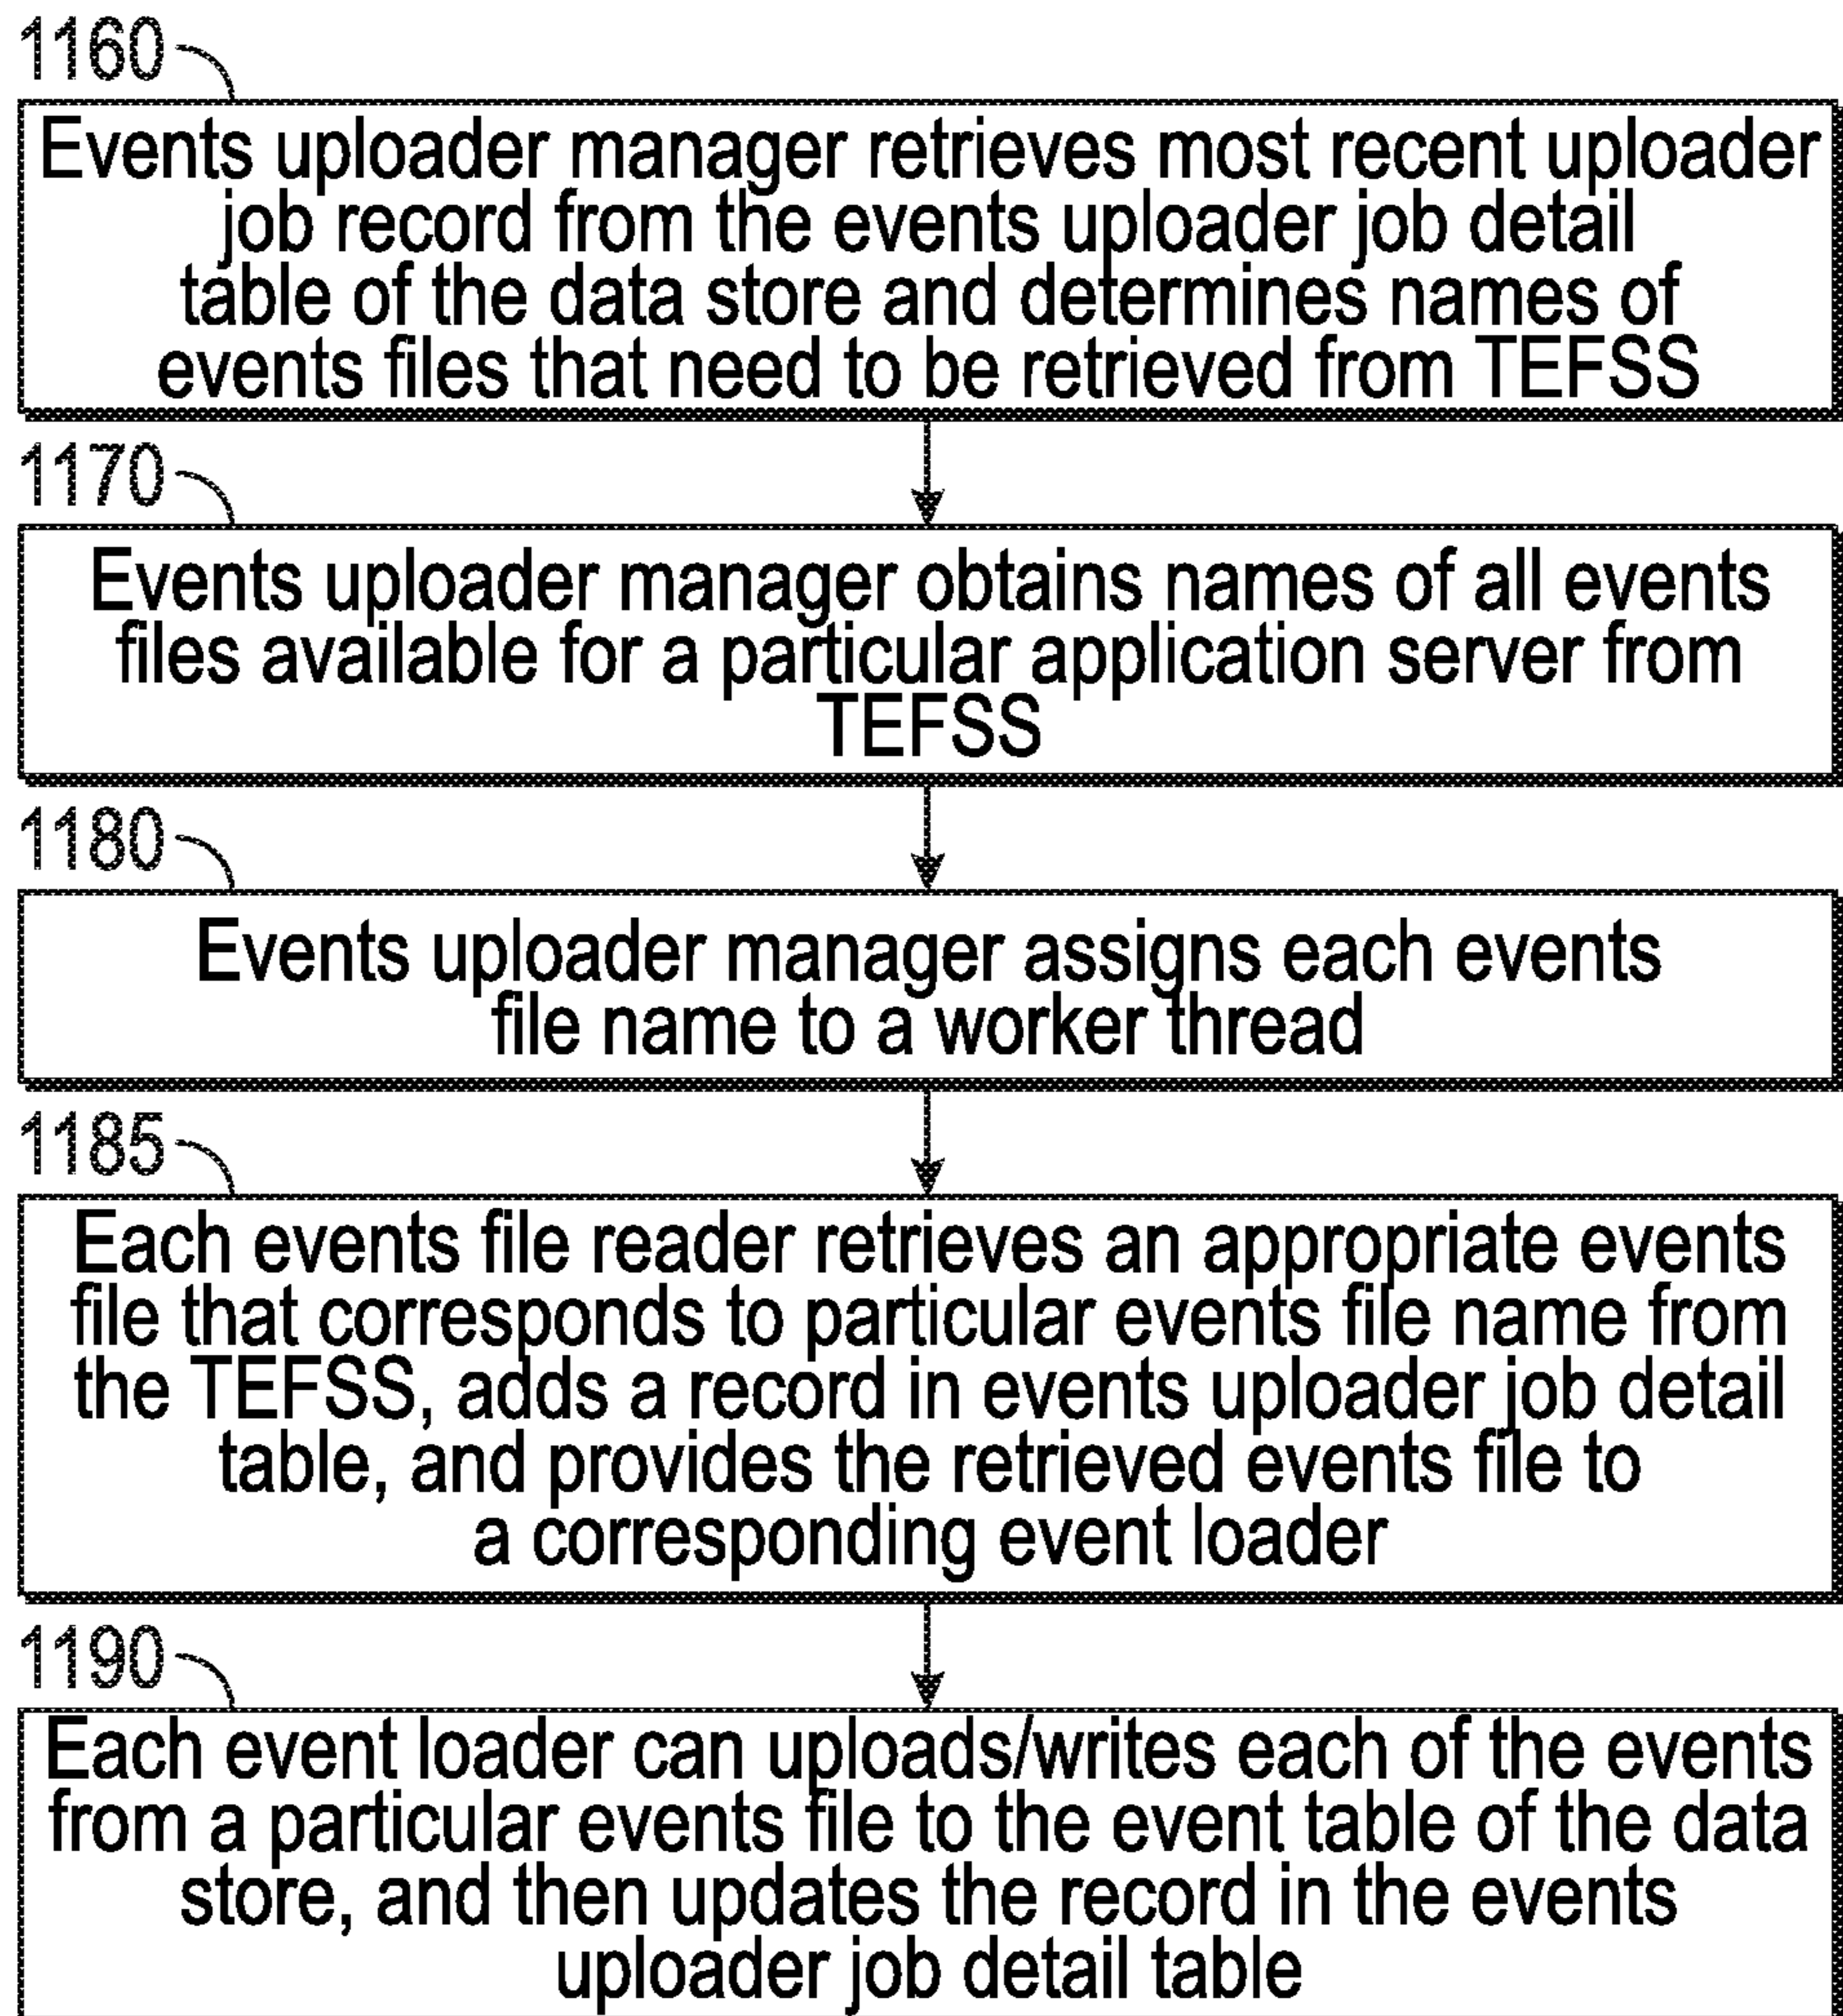 1160
Events uploader manager retrieves most recent uploader
job record from the events uploader job detail
table of the data store and determines names of
events files that need to be retrieved from TEFSS
1170
Events uploader manager obtains names of all events
files available for a particular application server from
TEFSS
1180
Events uploader manager assigns each events
file name to a worker thread
1185
Each events file reader retrieves an appropriate events
file that corresponds to particular events file name from
the TEFSS, adds a record in events uploader job detail
table, and provides the retrieved events file to
a corresponding event loader
1190
Each event loader can uploads/writes each of the events
from a particular events file to the event table of the data
store, and then updates the record in the events
uploader job detail table